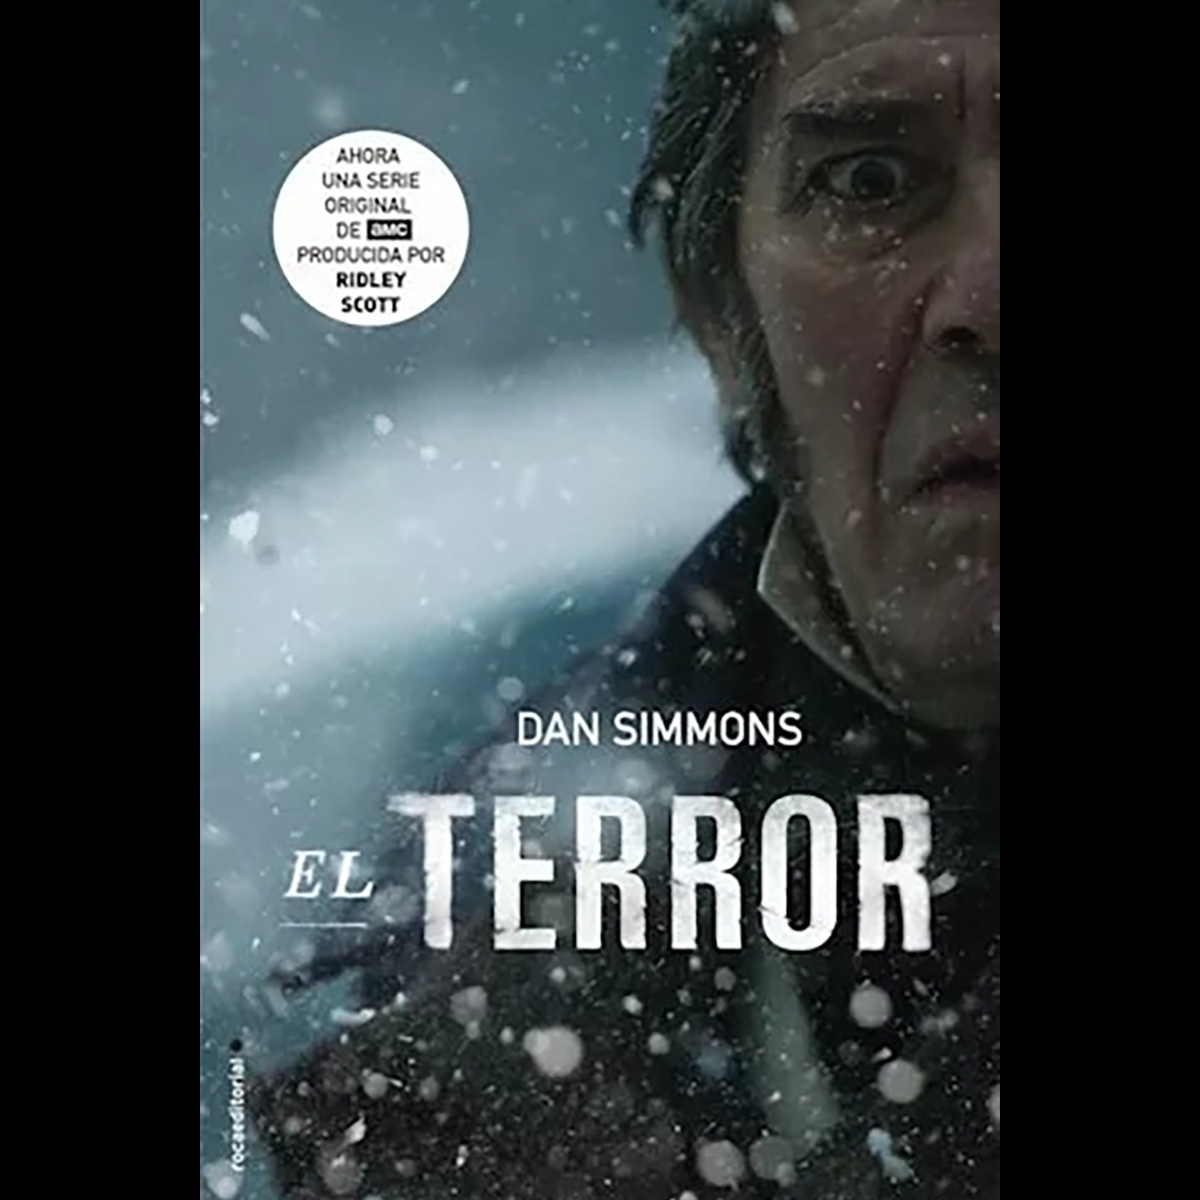 AHORA
UNA SERIE
ORIGINAL
DE amc
PRODUCIDA POR
RIDLEY
SCOTT
DAN SIMMONS
EL TERROR
rocaeditorial